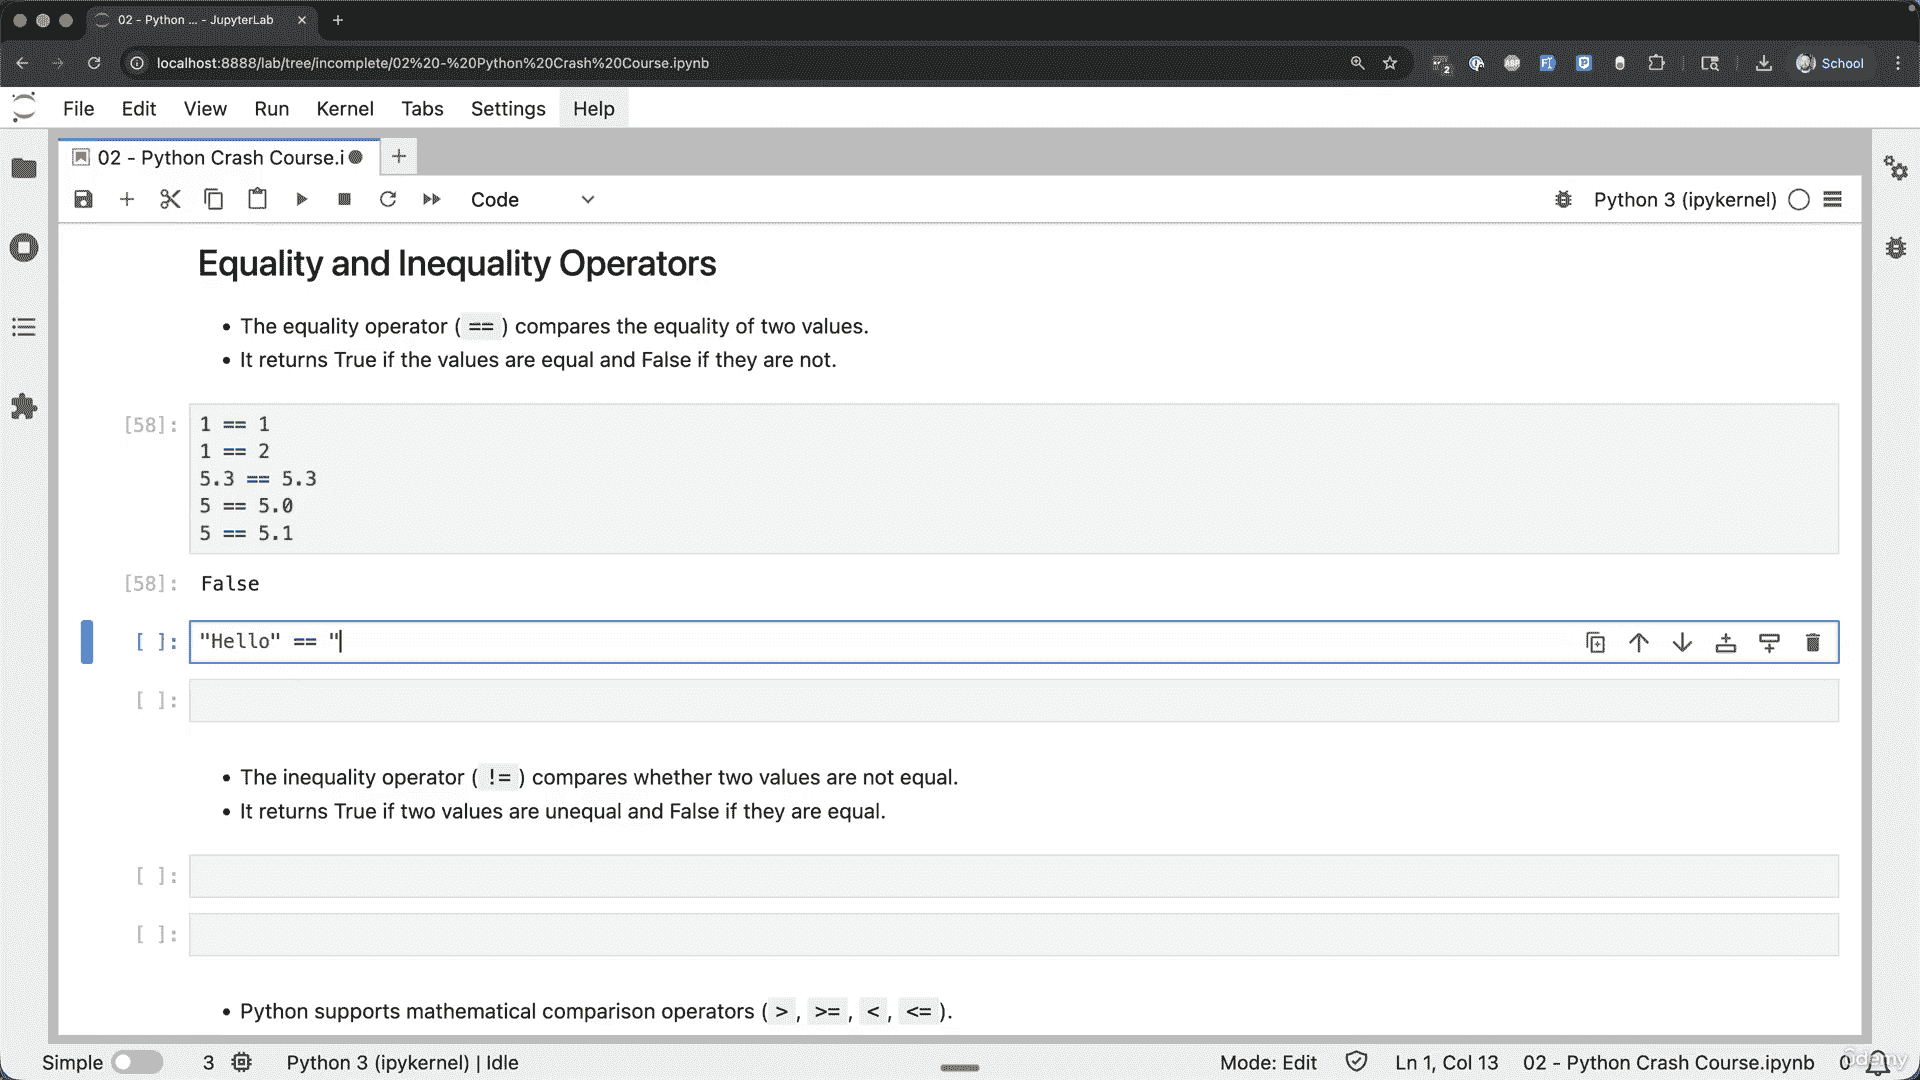 02 - Python ... - JupyterLab
localhost:8888/lab/tree/incomplete/02%20-%20Python%20Crash%20Course.ipynb
2
ABP
School
File Edit View Run Kernel Tabs Settings Help
02 - Python Crash Course.i
Code
Python 3 (ipykernel)
Equality and Inequality Operators
• The equality operator ( == ) compares the equality of two values.
• It returns True if the values are equal and False if they are not.
[58]: 1 == 1
1 == 2
5.3 == 5.3
5 == 5.0
5 == 5.1
[58]: False
[ ]: "Hello" == "
[ ]:
• The inequality operator ( != ) compares whether two values are not equal.
• It returns True if two values are unequal and False if they are equal.
[ ]:
[ ]:
• Python supports mathematical comparison operators ( > , >= , < , <= ).
Simple 3 Python 3 (ipykernel) | Idle Mode: Edit Ln 1, Col 13 02 - Python Crash Course.ipynb 0
ûdemy